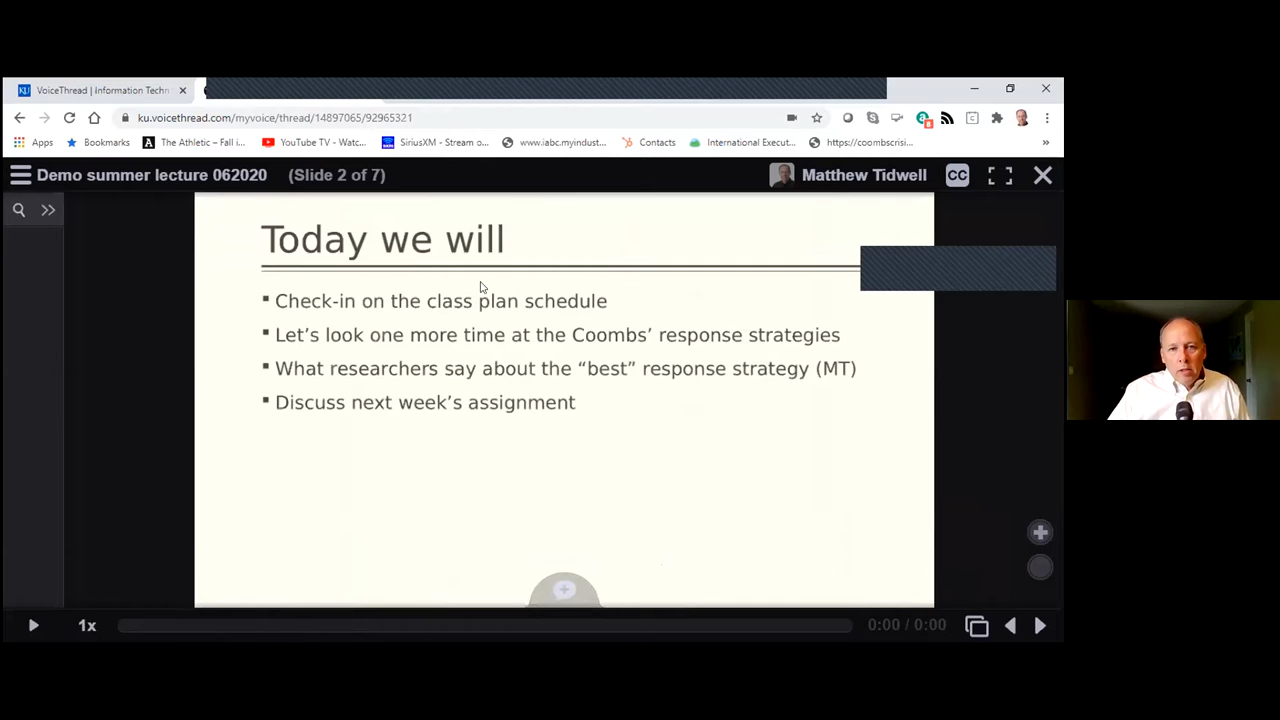 VoiceThread | Information Techn
ku.voicethread.com/myvoice/thread/14897065/92965321
Apps Bookmarks A The Athletic – Fall i... YouTube TV - Watc... SiriusXM - Stream o... www.iabc.myindust... Contacts International Execut... https://coombscrisi... »
Demo summer lecture 062020 (Slide 2 of 7) Matthew Tidwell CC
Today we will
▪ Check-in on the class plan schedule
▪ Let’s look one more time at the Coombs’ response strategies
▪ What researchers say about the “best” response strategy (MT)
▪ Discuss next week’s assignment
1x 0:00 / 0:00